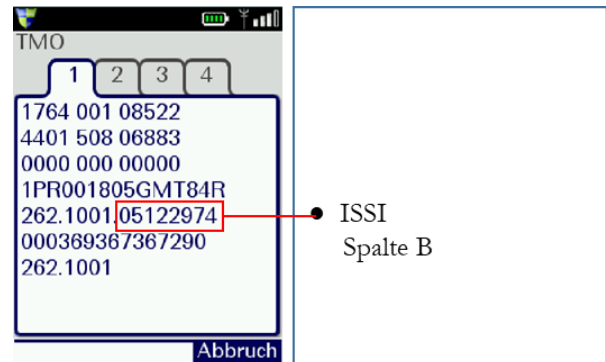 TMO
1 2 3 4
1764 001 08522
4401 508 06883
0000 000 00000
1PR001805GMT84R
262.1001.05122974
000369367367290
262.1001
Abbruch
ISSI
Spalte B